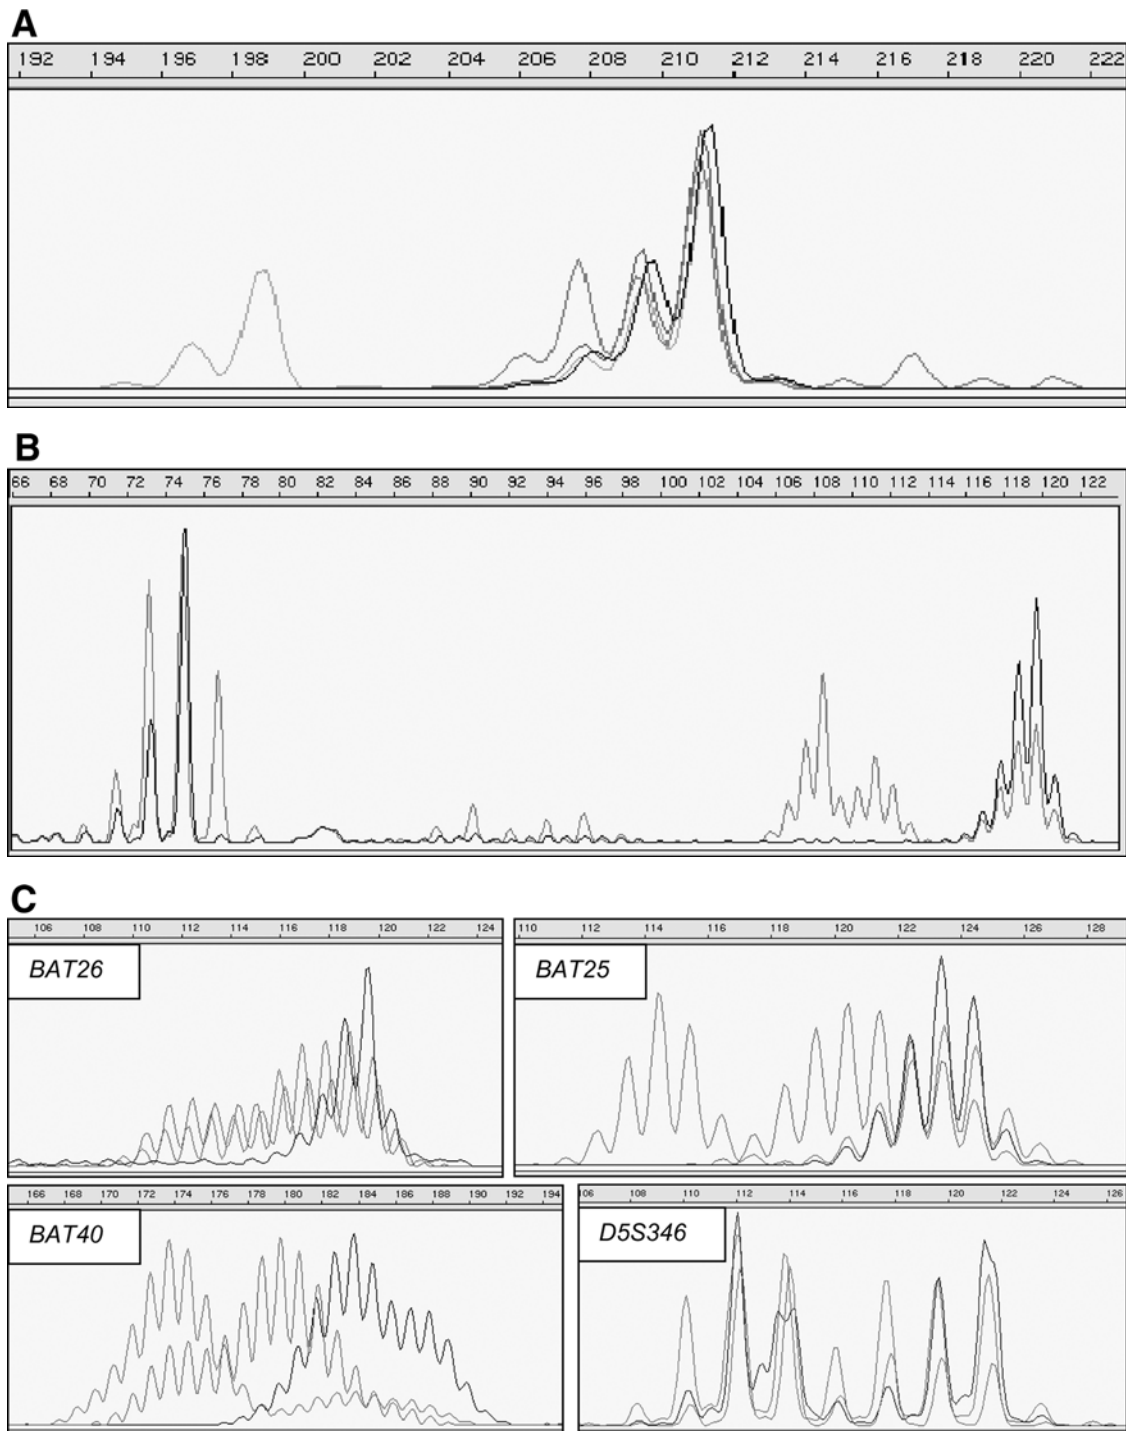 A
192 194 196 198 200 202 204 206 208 210 212 214 216 218 220 222
B
66 68 70 72 74 76 78 80 82 84 86 88 90 92 94 96 98 100 102 104 106 108 110 112 114 116 118 120 122
C
106 108 110 112 114 116 118 120 122 124
BAT26
110 112 114 116 118 120 122 124 126 128
BAT25
166 168 170 172 174 176 178 180 182 184 186 188 190 192 194
BAT40
106 108 110 112 114 116 118 120 122 124 126
D5S346